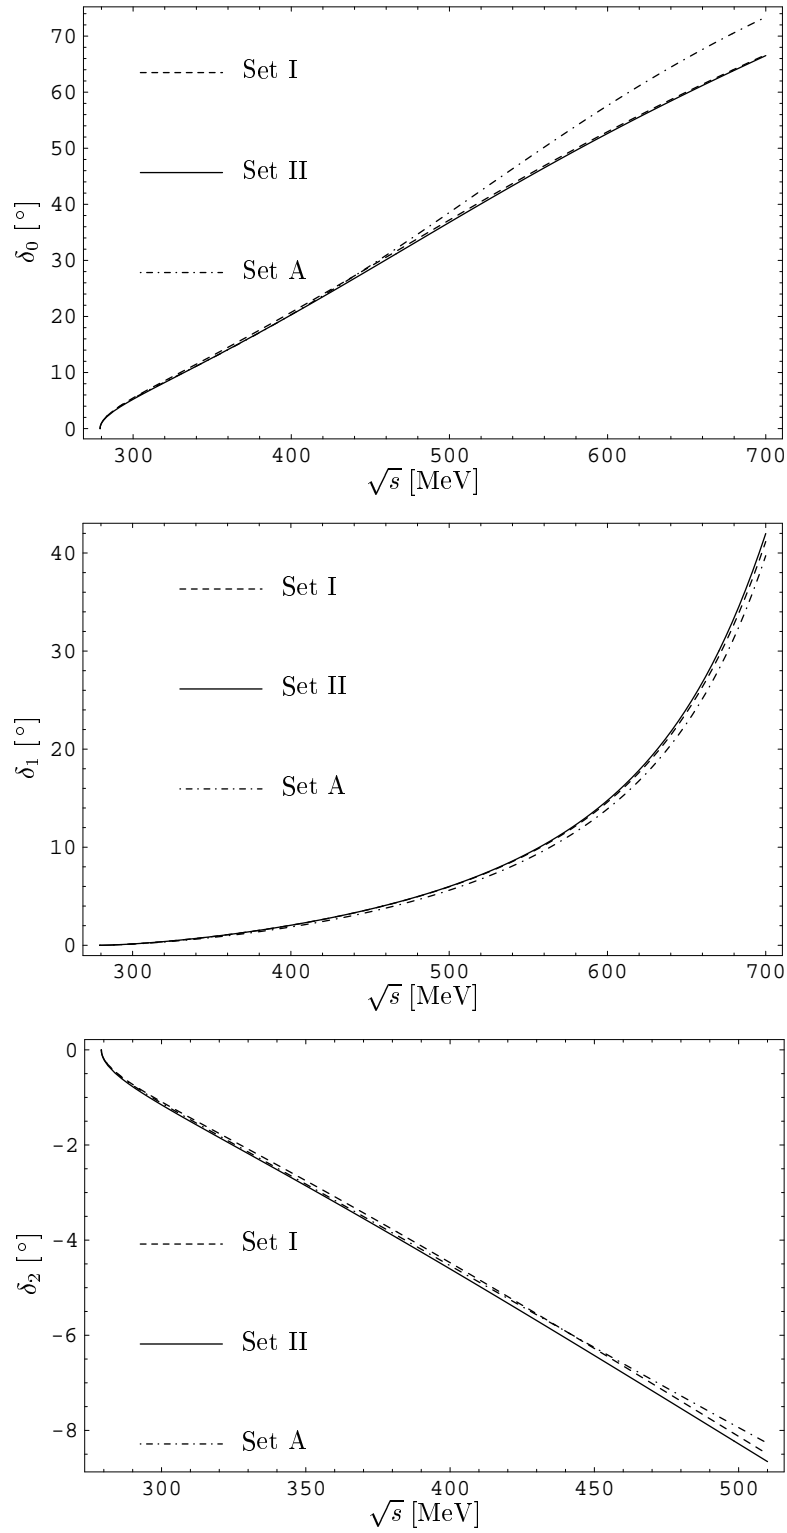 70
60
50
40
30
20
10
0
δ₀ [°]
Set I
Set II
Set A
300 400 500 600 700
√s [MeV]
40
30
20
10
0
δ₁ [°]
Set I
Set II
Set A
300 400 500 600 700
√s [MeV]
0
−2
−4
−6
−8
δ₂ [°]
Set I
Set II
Set A
300 350 400 450 500
√s [MeV]